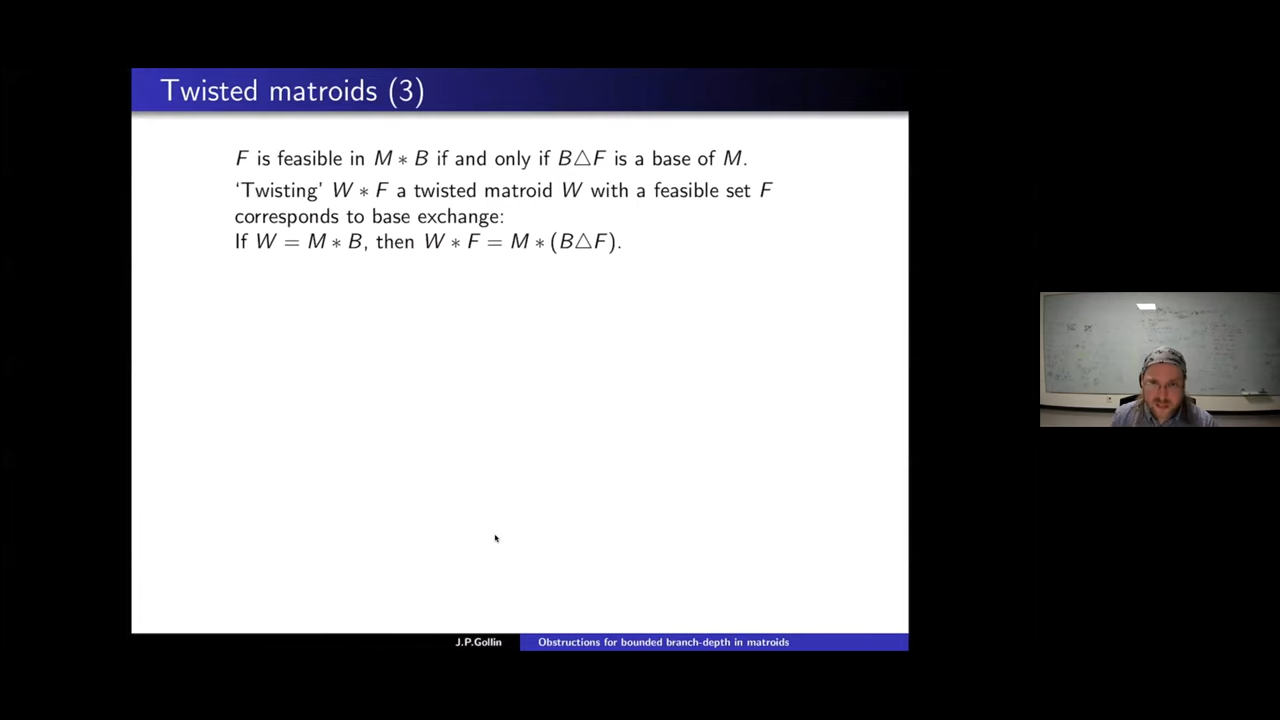 Twisted matroids (3)
F is feasible in M ∗ B if and only if B△F is a base of M.
‘Twisting’ W ∗ F a twisted matroid W with a feasible set F
corresponds to base exchange:
If W = M ∗ B, then W ∗ F = M ∗ (B△F).
J.P.Gollin
Obstructions for bounded branch-depth in matroids